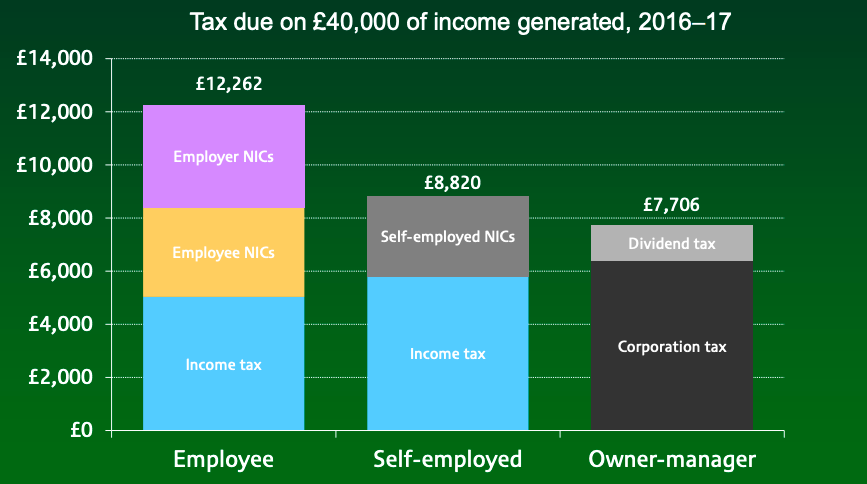 Tax due on £40,000 of income generated, 2016–17
£14,000
£12,000
£10,000
£8,000
£6,000
£4,000
£2,000
£0
£12,262
Employer NICs
Employee NICs
Income tax
£8,820
Self-employed NICs
Income tax
£7,706
Dividend tax
Corporation tax
Employee
Self-employed
Owner-manager